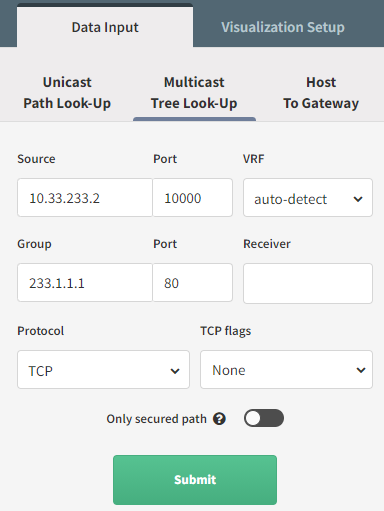 Data Input Visualization Setup
Unicast Path Look-Up
Multicast Tree Look-Up
Host To Gateway
Source Port VRF
10.33.233.2 10000 auto-detect
Group Port Receiver
233.1.1.1 80
Protocol TCP flags
TCP None
Only secured path ?
Submit